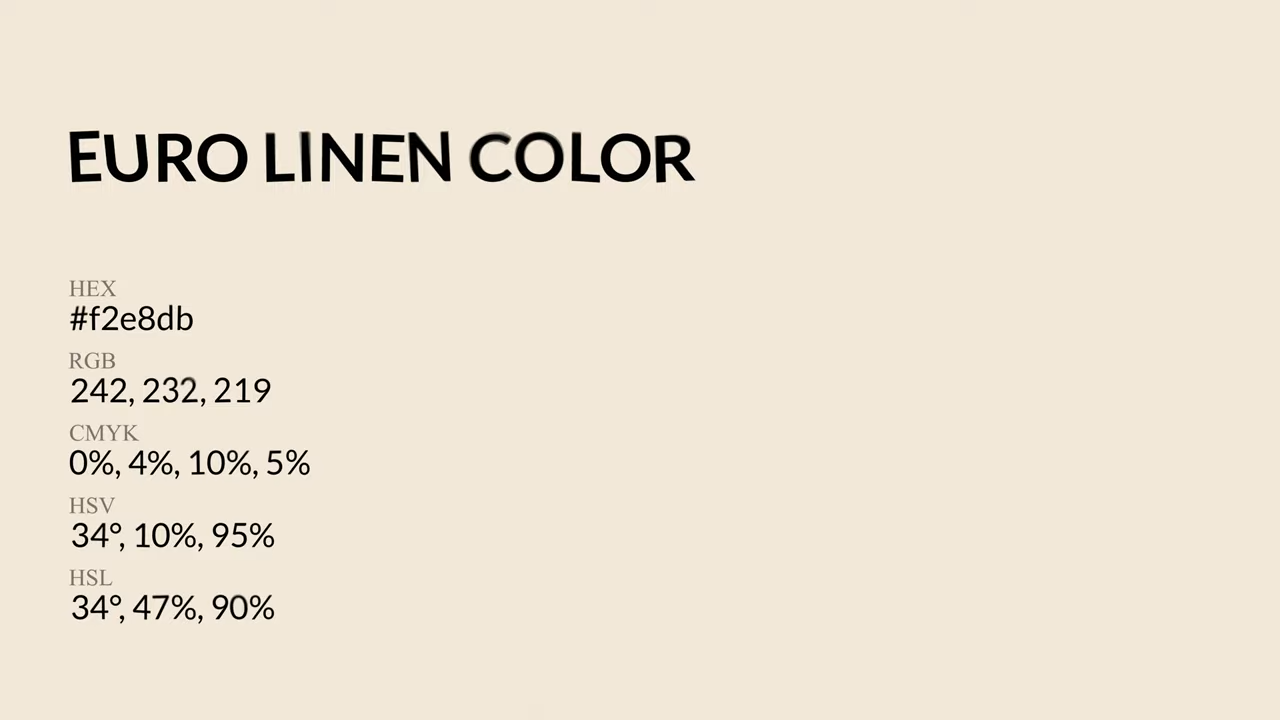 EURO LINEN COLOR
HEX
#f2e8db
RGB
242, 232, 219
CMYK
0%, 4%, 10%, 5%
HSV
34°, 10%, 95%
HSL
34°, 47%, 90%